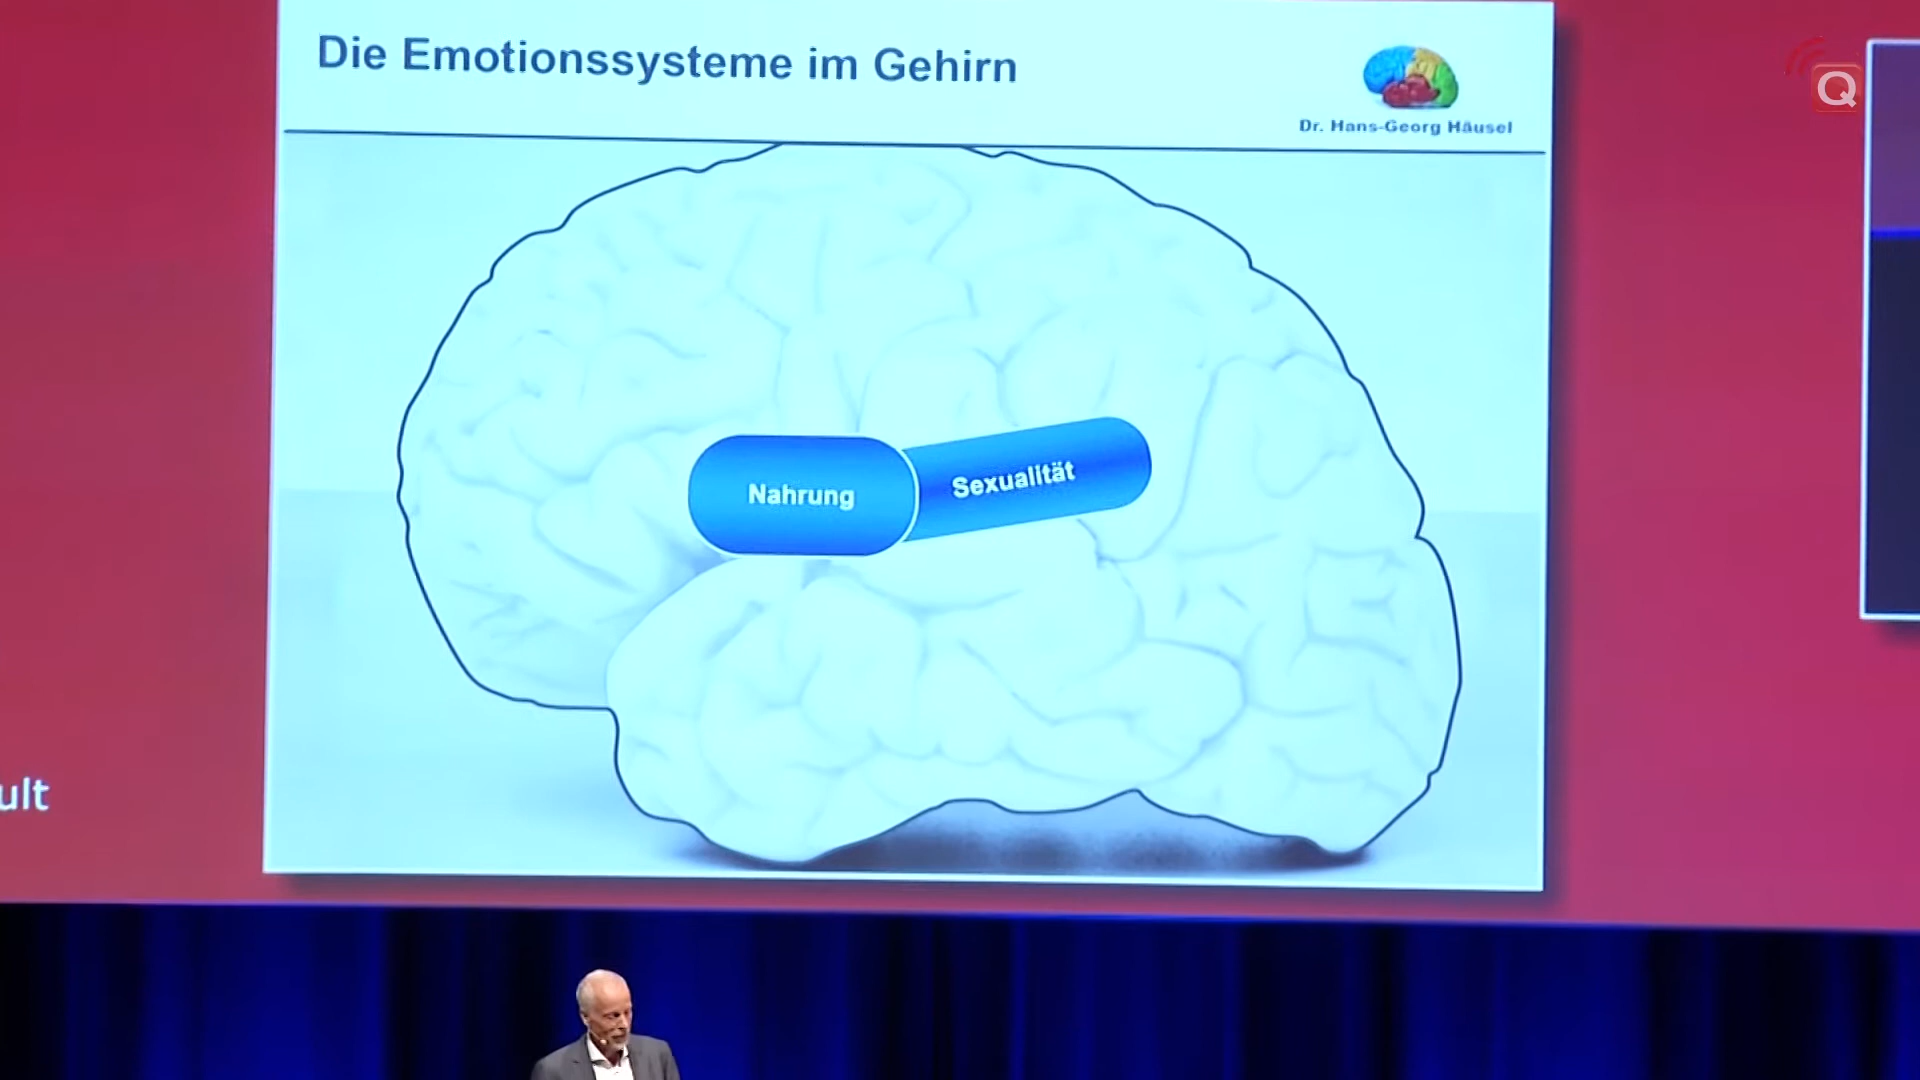 Die Emotionssysteme im Gehirn
Dr. Hans-Georg Häusel
Q
Nahrung
Sexualität
ult